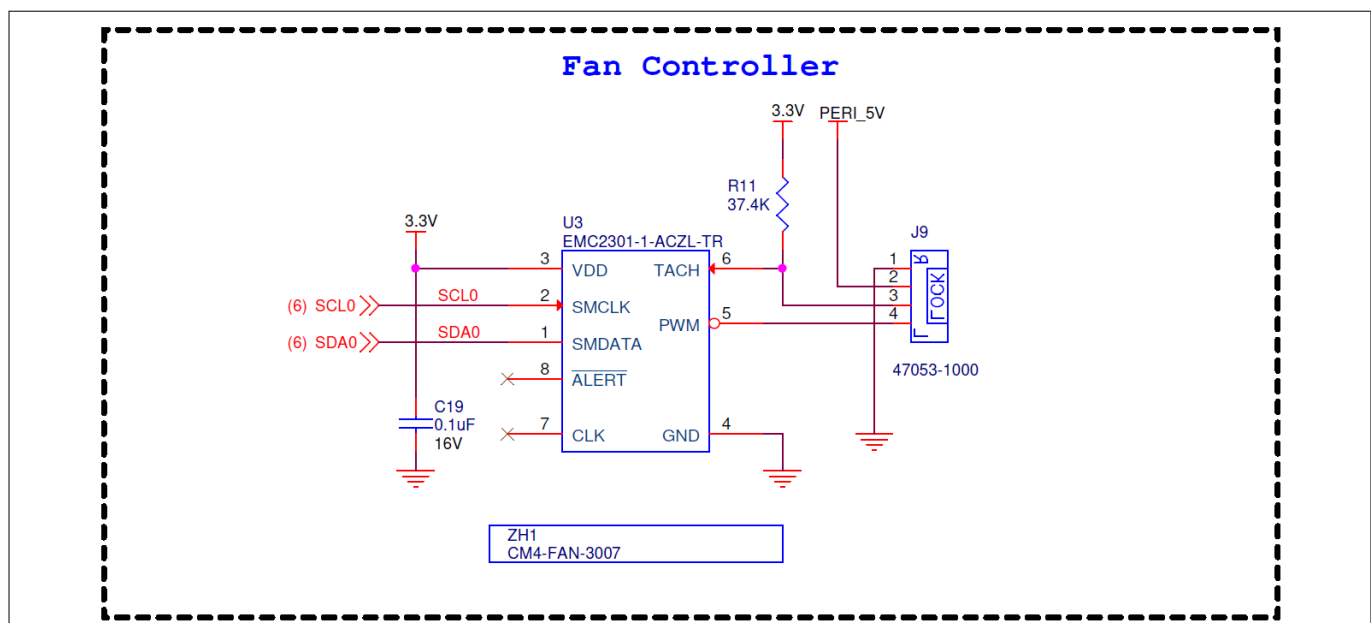 Fan Controller
3.3V PERI_5V
R11
37.4K
3.3V
U3
EMC2301-1-ACZL-TR
J9
3 VDD TACH 6
(6) SCL0 SCL0 2 SMCLK
PWM 5
(6) SDA0 SDA0 1 SMDATA
8 ALERT
7 CLK GND 4
1
2
3
4
R
LOCK
L
47053-1000
C19
0.1uF
16V
ZH1
CM4-FAN-3007